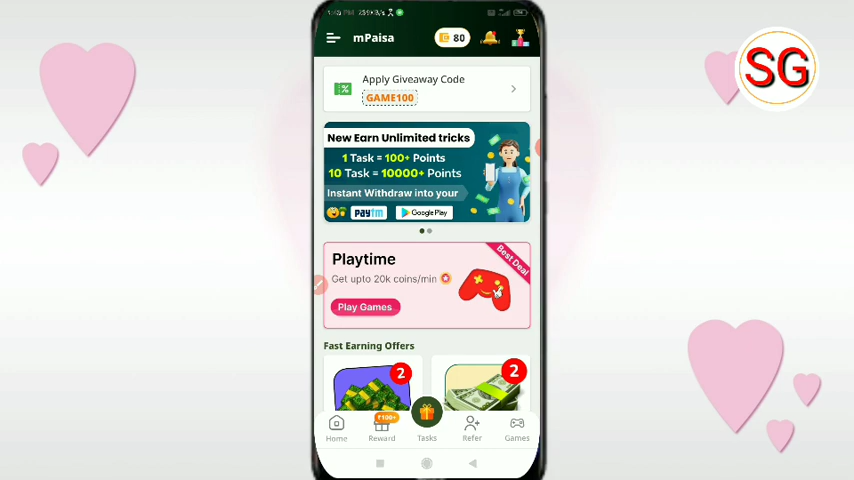 mPaisa
80
SG
Apply Giveaway Code
GAME100
New Earn Unlimited tricks
1 Task = 100+ Points
10 Task = 10000+ Points
Instant Withdraw into your
paytm
Google Play
Best Deal
Playtime
Get upto 20k coins/min
Play Games
Fast Earning Offers
2
2
₹100+
Home
Reward
Tasks
Refer
Games